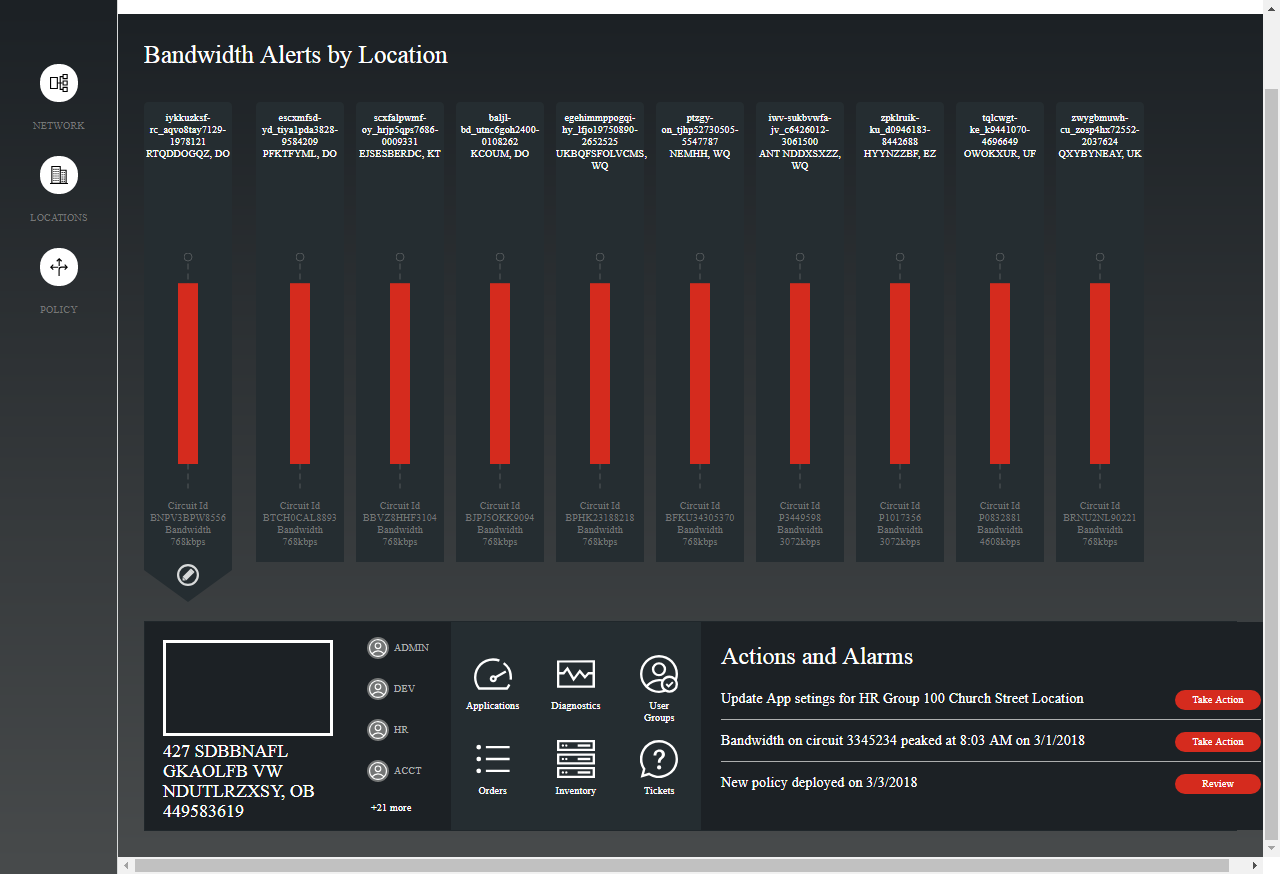 NETWORK
LOCATIONS
POLICY
Bandwidth Alerts by Location
iykkuzksf-
rc_aqvo8tay7129-
1978121
RTQDDOGQZ, DO
escxmfsd-
yd_tiya1pda3828-
9584209
PFKTFYML, DO
scxfalpwmf-
oy_hrjp5qps7686-
0009331
EJSESBERDC, KT
baljl-
bd_utnc6goh2400-
0108262
KCOUM, DO
egehimmppogqi-
hy_lfjo19750890-
2652525
UKBQFSFOLVCMS,
WQ
ptzgy-
on_tjhp52730505-
5547787
NEMHH, WQ
iwv-sukbvwfa-
jv_c6426012-
3061500
ANT NDDXSXZZ,
WQ
zpklruik-
ku_d0946183-
8442688
HYYNZZBF, EZ
tqlcwgt-
ke_k9441070-
4696649
OWOKXUR, UF
zwygbmuwh-
cu_zosp4hz72552-
2037624
QXYBYNEAY, UK
Circuit Id
BNPV3BPW8556
Bandwidth
768kbps
Circuit Id
BTCH0CAL8893
Bandwidth
768kbps
Circuit Id
BBVZ8HHF3104
Bandwidth
768kbps
Circuit Id
BJPJ5OKK9094
Bandwidth
768kbps
Circuit Id
BPHK23188218
Bandwidth
768kbps
Circuit Id
BFKU34305370
Bandwidth
768kbps
Circuit Id
P3449598
Bandwidth
3072kbps
Circuit Id
P1017356
Bandwidth
3072kbps
Circuit Id
P0832881
Bandwidth
4608kbps
Circuit Id
BRNU2NL90221
Bandwidth
768kbps
427 SDBBNAFL
GKAOLFB VW
NDUTLRZXSY, OB
449583619
ADMIN
DEV
HR
ACCT
+21 more
Applications
Diagnostics
User
Groups
Orders
Inventory
Tickets
Actions and Alarms
Update App setings for HR Group 100 Church Street Location
Take Action
Bandwidth on circuit 3345234 peaked at 8:03 AM on 3/1/2018
Take Action
New policy deployed on 3/3/2018
Review